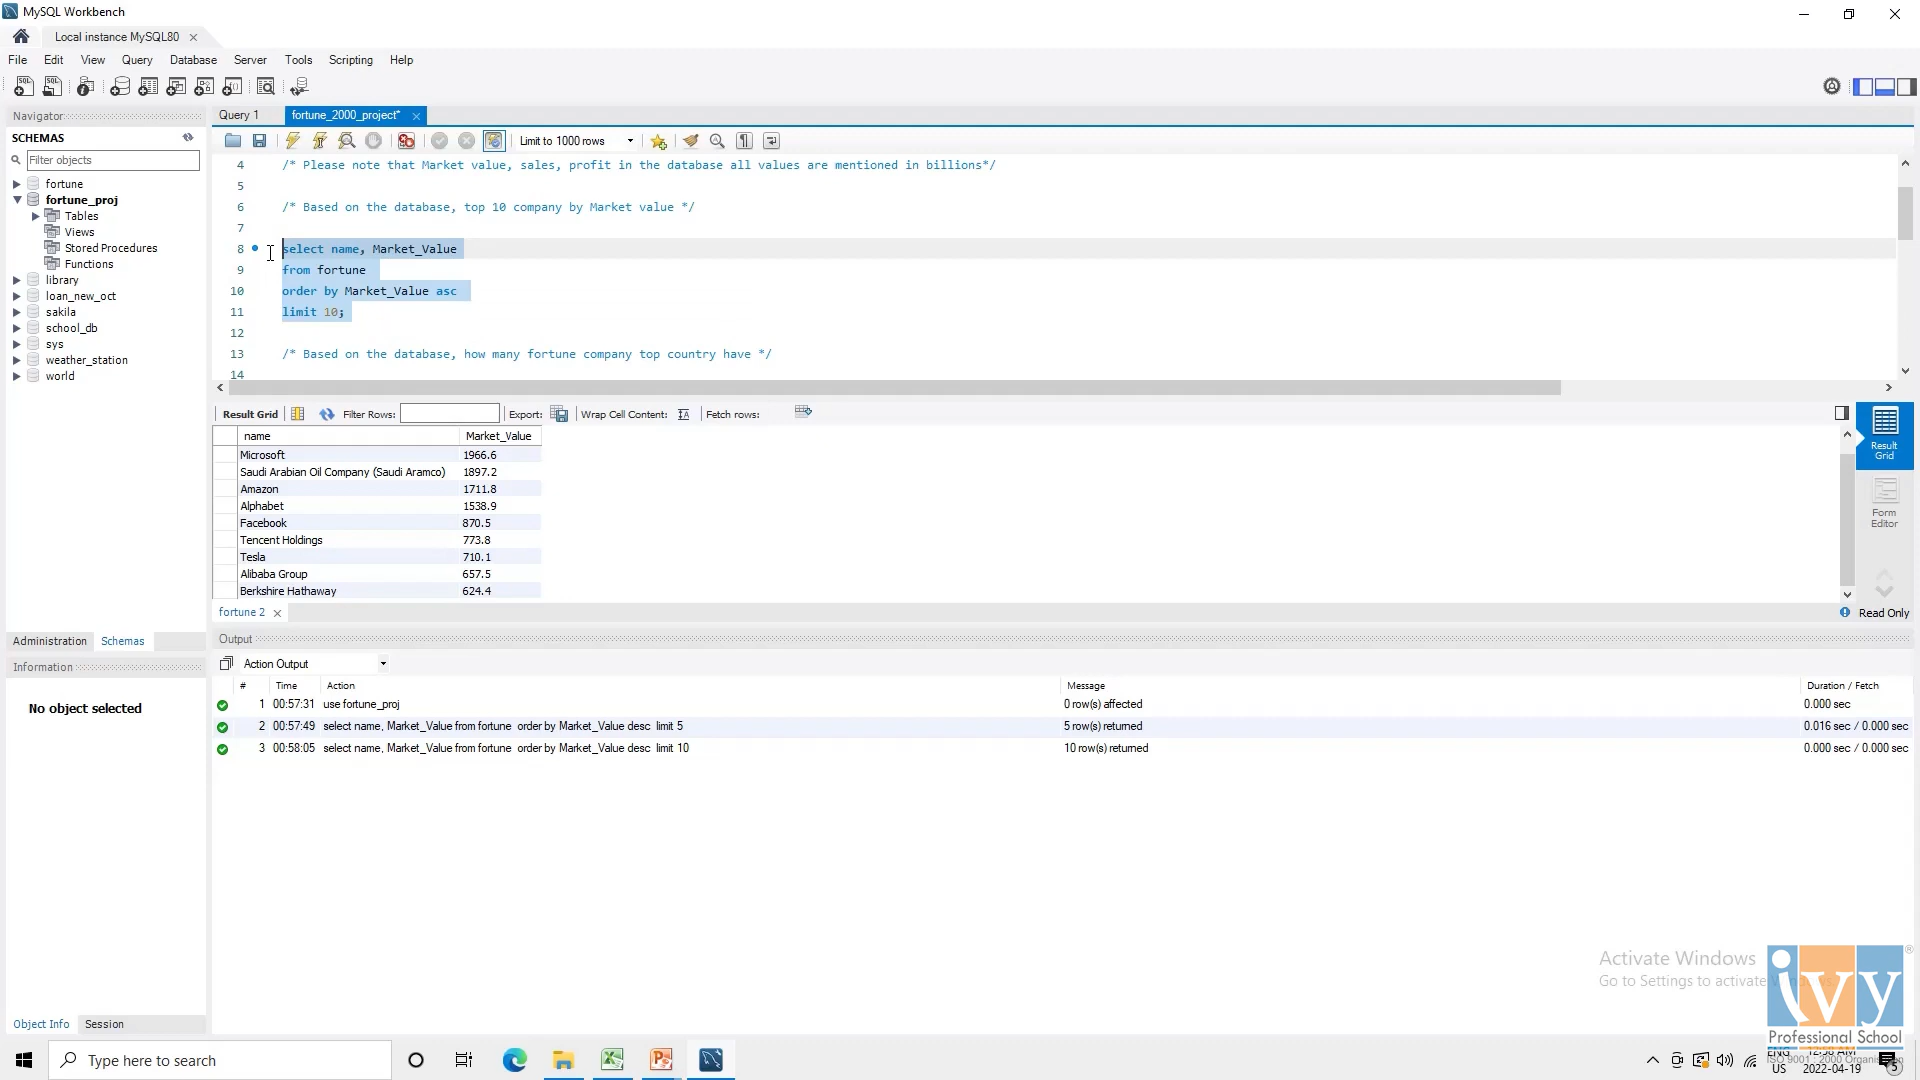 MySQL Workbench
Local instance MySQL80
File Edit View Query Database Server Tools Scripting Help
Navigator
SCHEMAS
Filter objects
fortune
fortune_proj
Tables
Views
Stored Procedures
Functions
library
loan_new_oct
sakila
school_db
sys
weather_station
world
Administration Schemas
Information
No object selected
Object Info Session
Query 1 fortune_2000_project*
Limit to 1000 rows
4 /* Please note that Market value, sales, profit in the database all values are mentioned in billions*/
5
6 /* Based on the database, top 10 company by Market value */
7
8 select name, Market_Value
9 from fortune
10 order by Market_Value asc
11 limit 10;
12
13 /* Based on the database, how many fortune company top country have */
14
Result Grid Filter Rows: Export: Wrap Cell Content: Fetch rows:
name Market_Value
Microsoft 1966.6
Saudi Arabian Oil Company (Saudi Aramco) 1897.2
Amazon 1711.8
Alphabet 1538.9
Facebook 870.5
Tencent Holdings 773.8
Tesla 710.1
Alibaba Group 657.5
Berkshire Hathaway 624.4
Result
Grid
Form
Editor
fortune 2
Read Only
Output
Action Output
# Time Action Message Duration / Fetch
1 00:57:31 use fortune_proj 0 row(s) affected 0.000 sec
2 00:57:49 select name, Market_Value from fortune order by Market_Value desc limit 5 5 row(s) returned 0.016 sec / 0.000 sec
3 00:58:05 select name, Market_Value from fortune order by Market_Value desc limit 10 10 row(s) returned 0.000 sec / 0.000 sec
Activate Windows
Go to Settings to activate
ivy
Professional School
ISO 9001 : 2000
Type here to search
ENG
US
2022-04-19
5